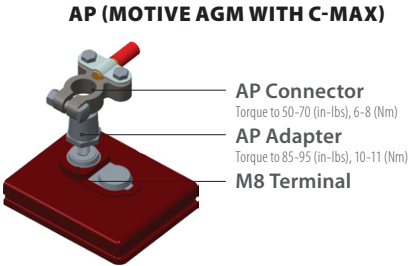 AP (MOTIVE AGM WITH C-MAX)
AP Connector
Torque to 50-70 (in-lbs), 6-8 (Nm)
AP Adapter
Torque to 85-95 (in-lbs), 10-11 (Nm)
M8 Terminal